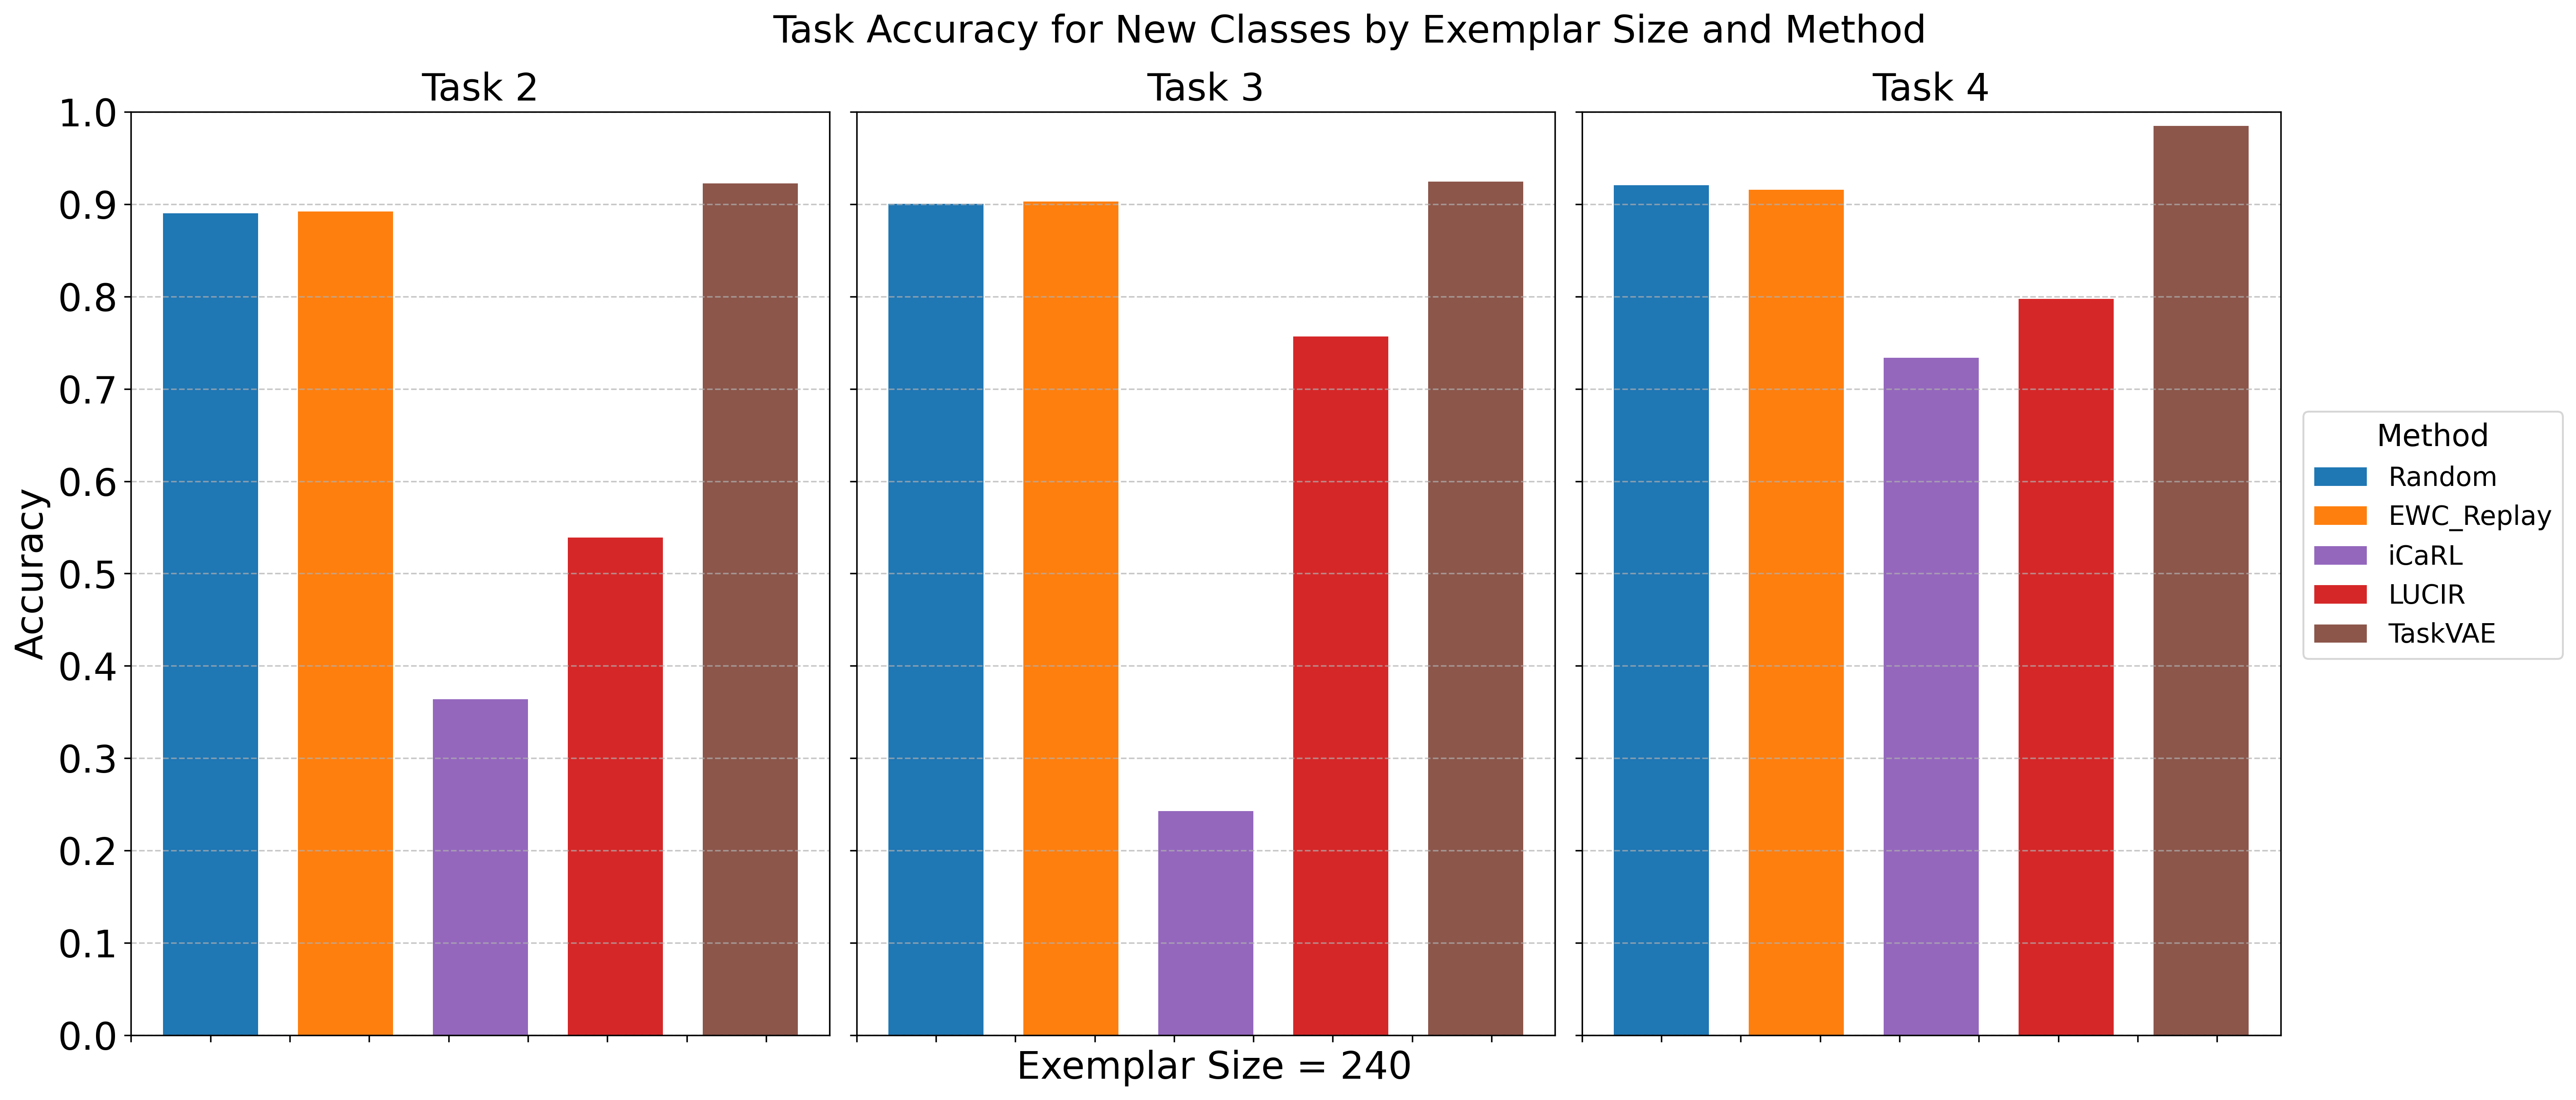 Task Accuracy for New Classes by Exemplar Size and Method
Task 2
Task 3
Task 4
Accuracy
1.0
0.9
0.8
0.7
0.6
0.5
0.4
0.3
0.2
0.1
0.0
Exemplar Size = 240
Method
Random
EWC_Replay
iCaRL
LUCIR
TaskVAE